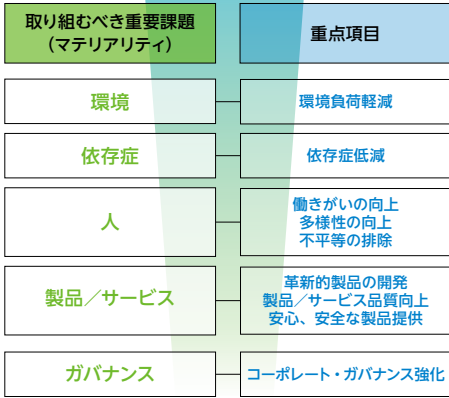 取り組むべき重要課題
（マテリアリティ）
重点項目
環境
環境負荷軽減
依存症
依存症低減
人
働きがいの向上
多様性の向上
不平等の排除
製品／サービス
革新的製品の開発
製品／サービス品質向上
安心、安全な製品提供
ガバナンス
コーポレート・ガバナンス強化